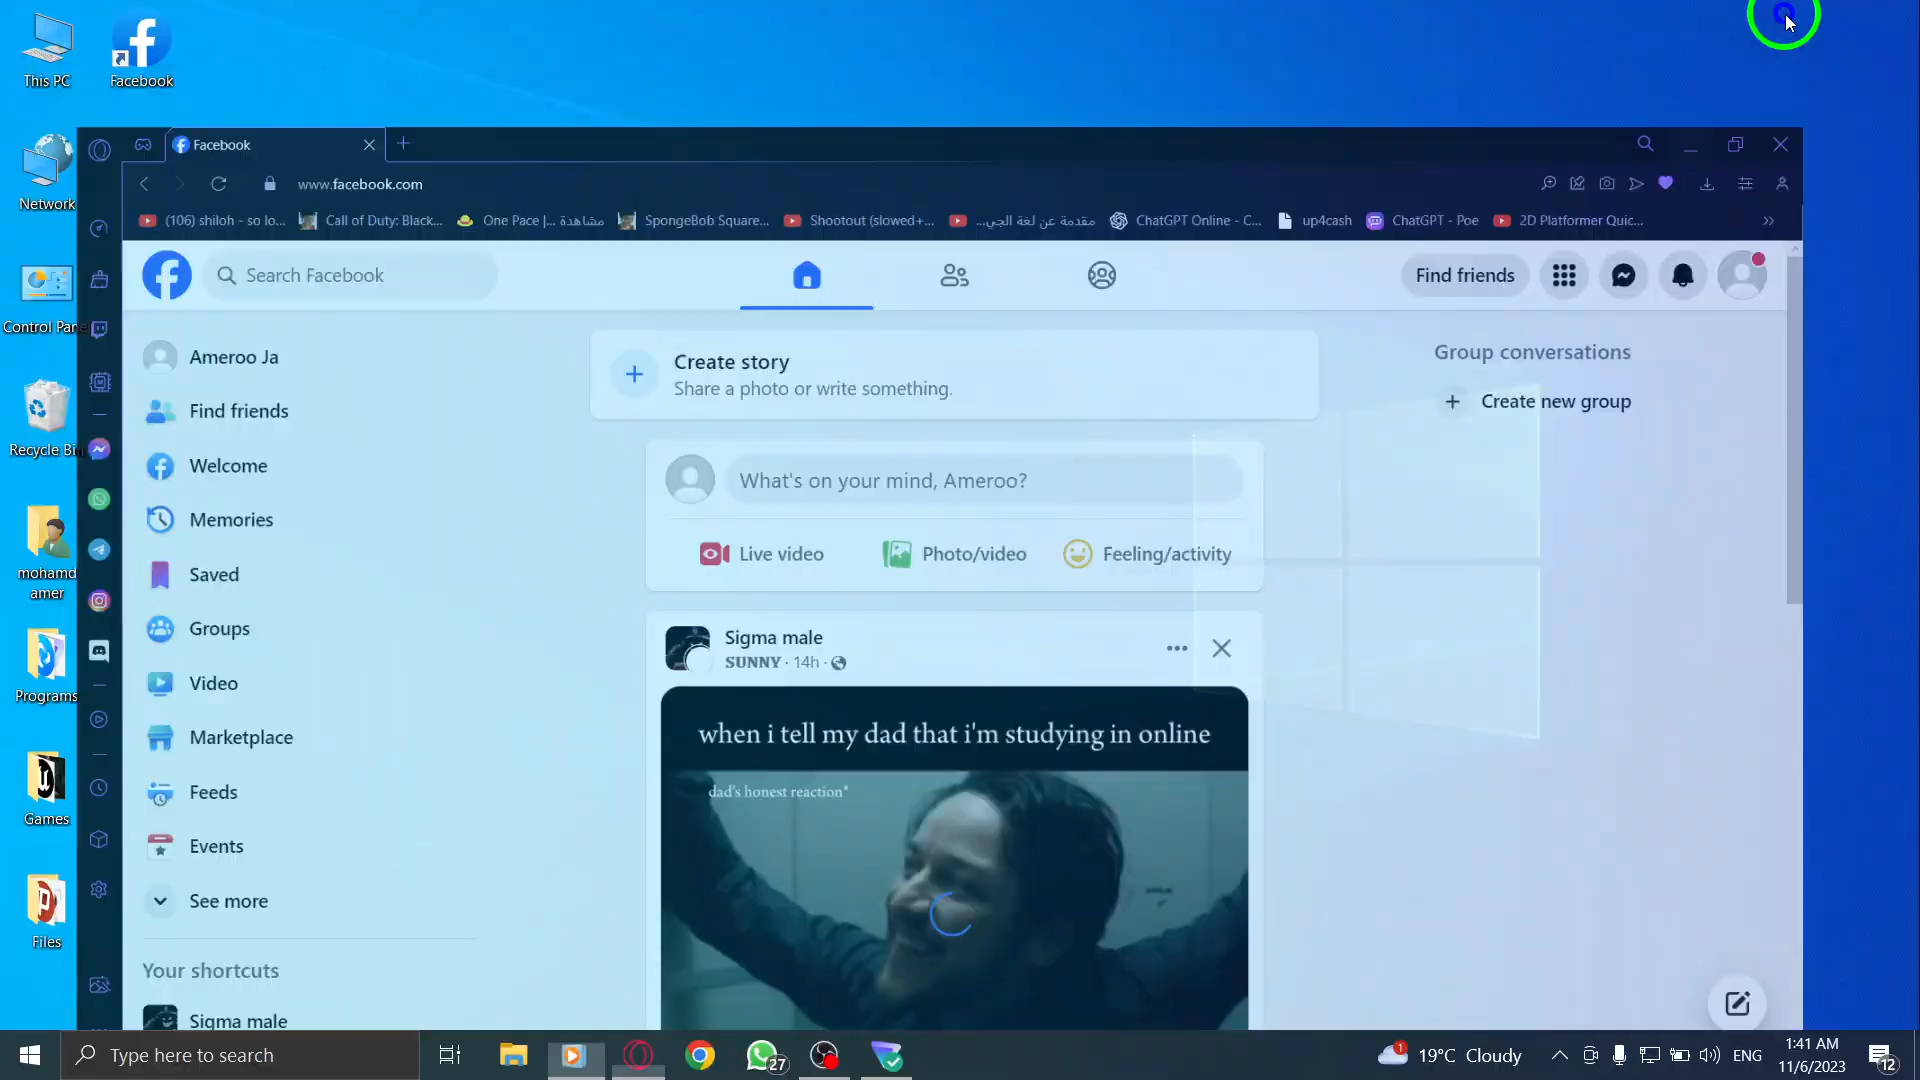 This PC
Facebook
Network
Control Pane
Recycle Bi
mohamd
amer
Programs
Games
Files
Facebook
www.facebook.com
(106) shiloh - so lo...
Call of Duty: Black...
One Pace |... مشاهدة
SpongeBob Square...
Shootout (slowed+...
مقدمة عن لغة الجي...
ChatGPT Online - C...
up4cash
ChatGPT - Poe
2D Platformer Quic...
Search Facebook
Find friends
Ameroo Ja
Find friends
Welcome
Memories
Saved
Groups
Video
Marketplace
Feeds
Events
See more
Your shortcuts
Sigma male
Create story
Share a photo or write something.
What's on your mind, Ameroo?
Live video
Photo/video
Feeling/activity
Sigma male
SUNNY · 14h ·
when i tell my dad that i'm studying in online
dad's honest reaction*
Group conversations
Create new group
Type here to search
27
1
19°C Cloudy
ENG
1:41 AM
11/6/2023
12